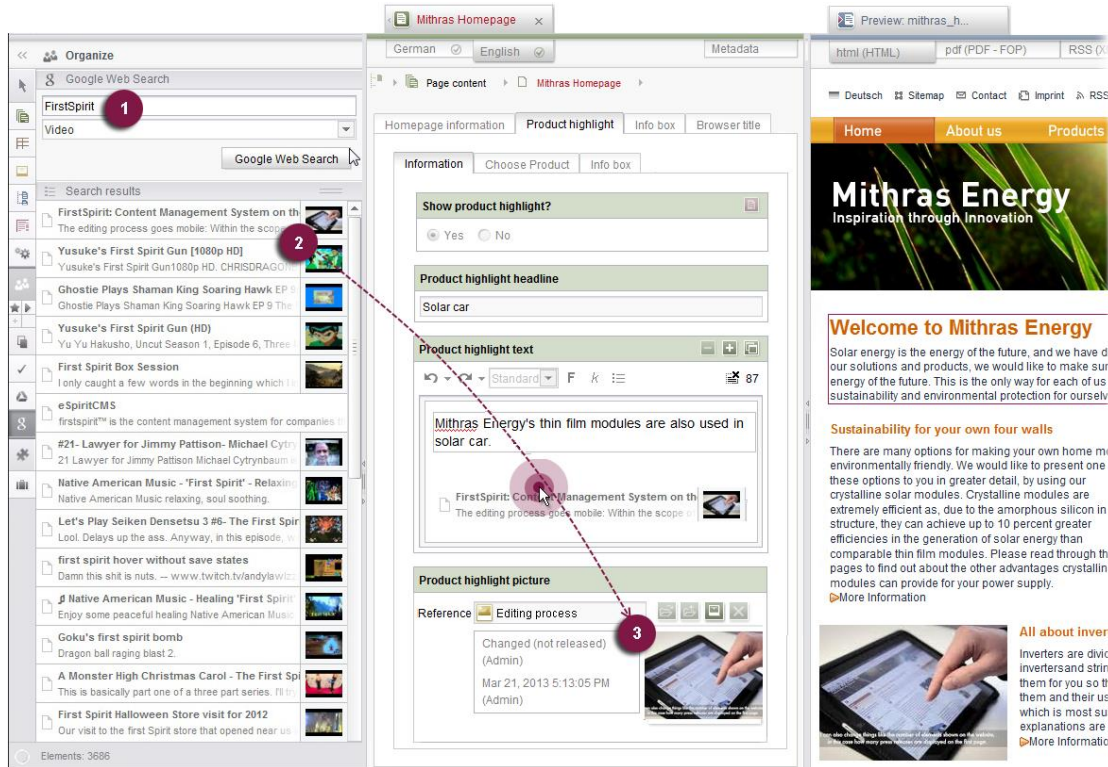 Mithras Homepage
Preview: mithras_h...
Organize
Google Web Search
FirstSpirit
1
Video
Google Web Search
Search results
FirstSpirit: Content Management System on th
The editing process goes mobile: Within the scope
2
Yusuke's First Spirit Gun [1080p HD]
Yusuke's First Spirit Gun1080p HD. CHRISDRAGON
Ghostie Plays Shaman King Soaring Hawk EP 9
Ghostie Plays Shaman King Soaring Hawk EP 9 The
Yusuke's First Spirit Gun (HD)
Yu Yu Hakusho, Uncut Season 1, Episode 6, Three
First Spirit Box Session
I only caught a few words in the beginning which I
eSpiritCMS
firstspirit™ is the content management system for companies
#21- Lawyer for Jimmy Pattison- Michael Cytry
21 Lawyer for Jimmy Pattison Michael Cytrynbaum
Native American Music - 'First Spirit' - Relaxing
Native American Music relaxing, soul soothing.
Let's Play Seiken Densetsu 3 #6- The First Spir
Lool. Delays up the ass. Anyway, in this episode, w
first spirit hover without save states
Damn this shit is nuts. -- www.twitch.tv/andylawlzz
Native American Music - Healing 'First Spirit'
Enjoy some peaceful healing Native American Music
Goku's first spirit bomb
Dragon ball raging blast 2.
A Monster High Christmas Carol - The First Spi
This is basically part one of a three part series. I'll try
First Spirit Halloween Store visit for 2012
Our visit to the first Spirit store that opened near us
Elements: 3686
German
English
Metadata
Page content
Mithras Homepage
Homepage information
Product highlight
Info box
Browser title
Information
Choose Product
Info box
Show product highlight?
Yes
No
Product highlight headline
Solar car
Product highlight text
Standard
F
k
87
Mithras Energy's thin film modules are also used in
solar car.
FirstSpirit: Content Management System on th
The editing process goes mobile: Within the scope o
Product highlight picture
Reference
Editing process
3
Changed (not released)
(Admin)
Mar 21, 2013 5:13:05 PM
(Admin)
html (HTML)
pdf (PDF - FOP)
RSS (X
Deutsch
Sitemap
Contact
Imprint
RSS
Home
About us
Products
Mithras Energy
Inspiration through Innovation
Welcome to Mithras Energy
Solar energy is the energy of the future, and we have d
our solutions and products, we would like to make sur
energy of the future. This is the only way for each of us
sustainability and environmental protection for ourselv
Sustainability for your own four walls
There are many options for making your own home mo
environmentally friendly. We would like to present one
these options to you in greater detail, by using our
crystalline solar modules. Crystalline modules are
extremely efficient as, due to the amorphous silicon in
structure, they can achieve up to 10 percent greater
efficiencies in the generation of solar energy than
comparable thin film modules. Please read through th
pages to find out about the other advantages crystallin
modules can provide for your power supply.
More Information
All about inver
Inverters are divid
invertersand strin
them for you so th
them and their us
which is most su
explanations are
More Informatio